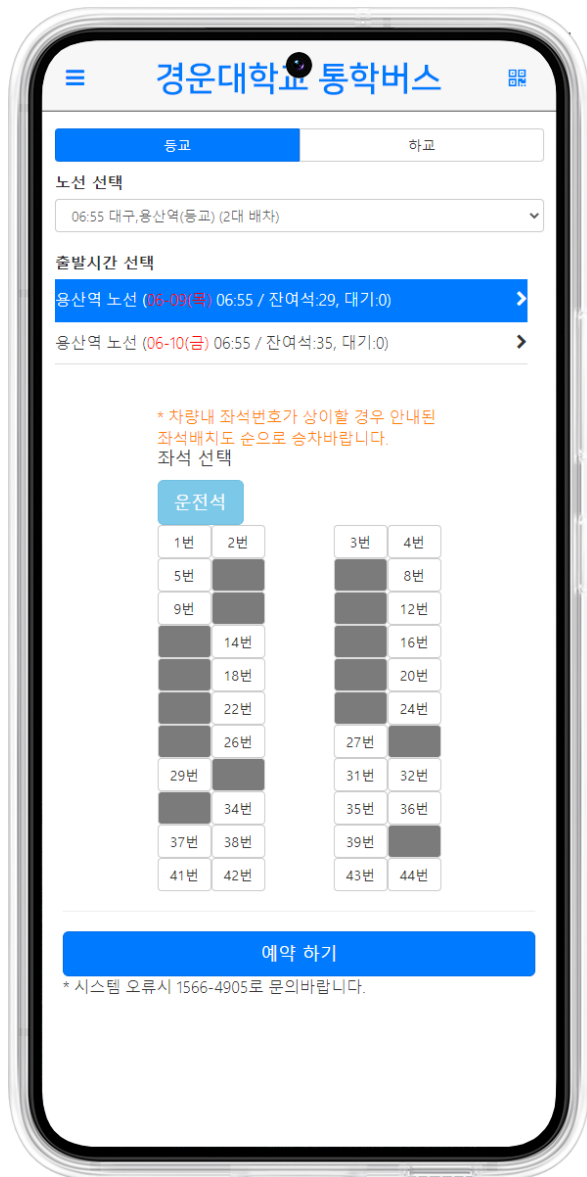 경운대학교 통학버스
등교 하교
노선 선택
06:55 대구,용산역(등교) (2대 배차)
출발시간 선택
용산역 노선 (06-09(목) 06:55 / 잔여석:29, 대기:0)
용산역 노선 (06-10(금) 06:55 / 잔여석:35, 대기:0)
* 차량내 좌석번호가 상이할 경우 안내된
좌석배치도 순으로 승차바랍니다.
좌석 선택
운전석
1번 2번 3번 4번
5번 8번
9번 12번
14번 16번
18번 20번
22번 24번
26번 27번
29번 31번 32번
34번 35번 36번
37번 38번 39번
41번 42번 43번 44번
예약 하기
* 시스템 오류시 1566-4905로 문의바랍니다.